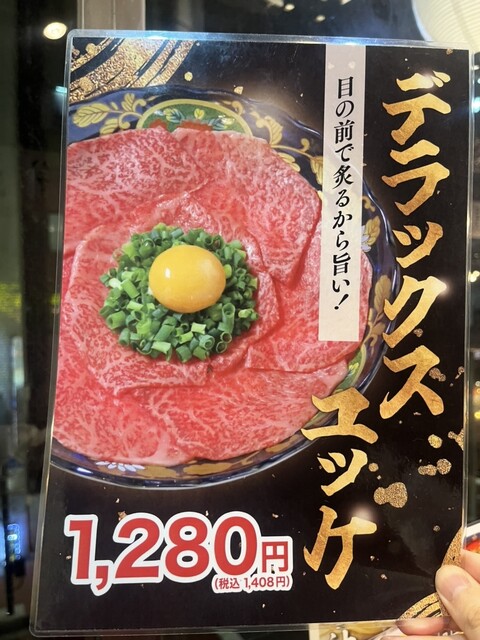 デラックス
ユッケ
目の前で炙るから旨い!
1,280円
(税込 1,408円)